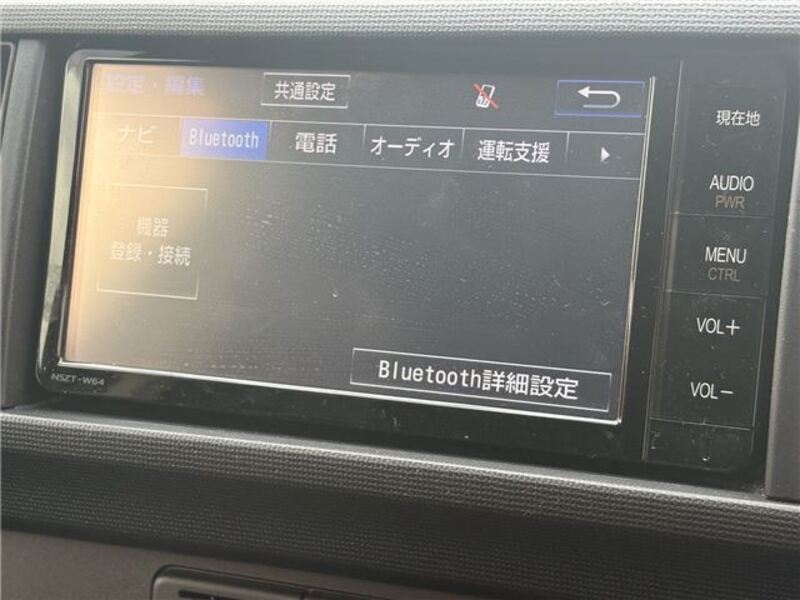 設定・編集
共通設定
ナビ
Bluetooth
電話
オーディオ
運転支援
機器
登録・接続
Bluetooth詳細設定
NSZT-W64
現在地
AUDIO
PWR
MENU
CTRL
VOL+
VOL-